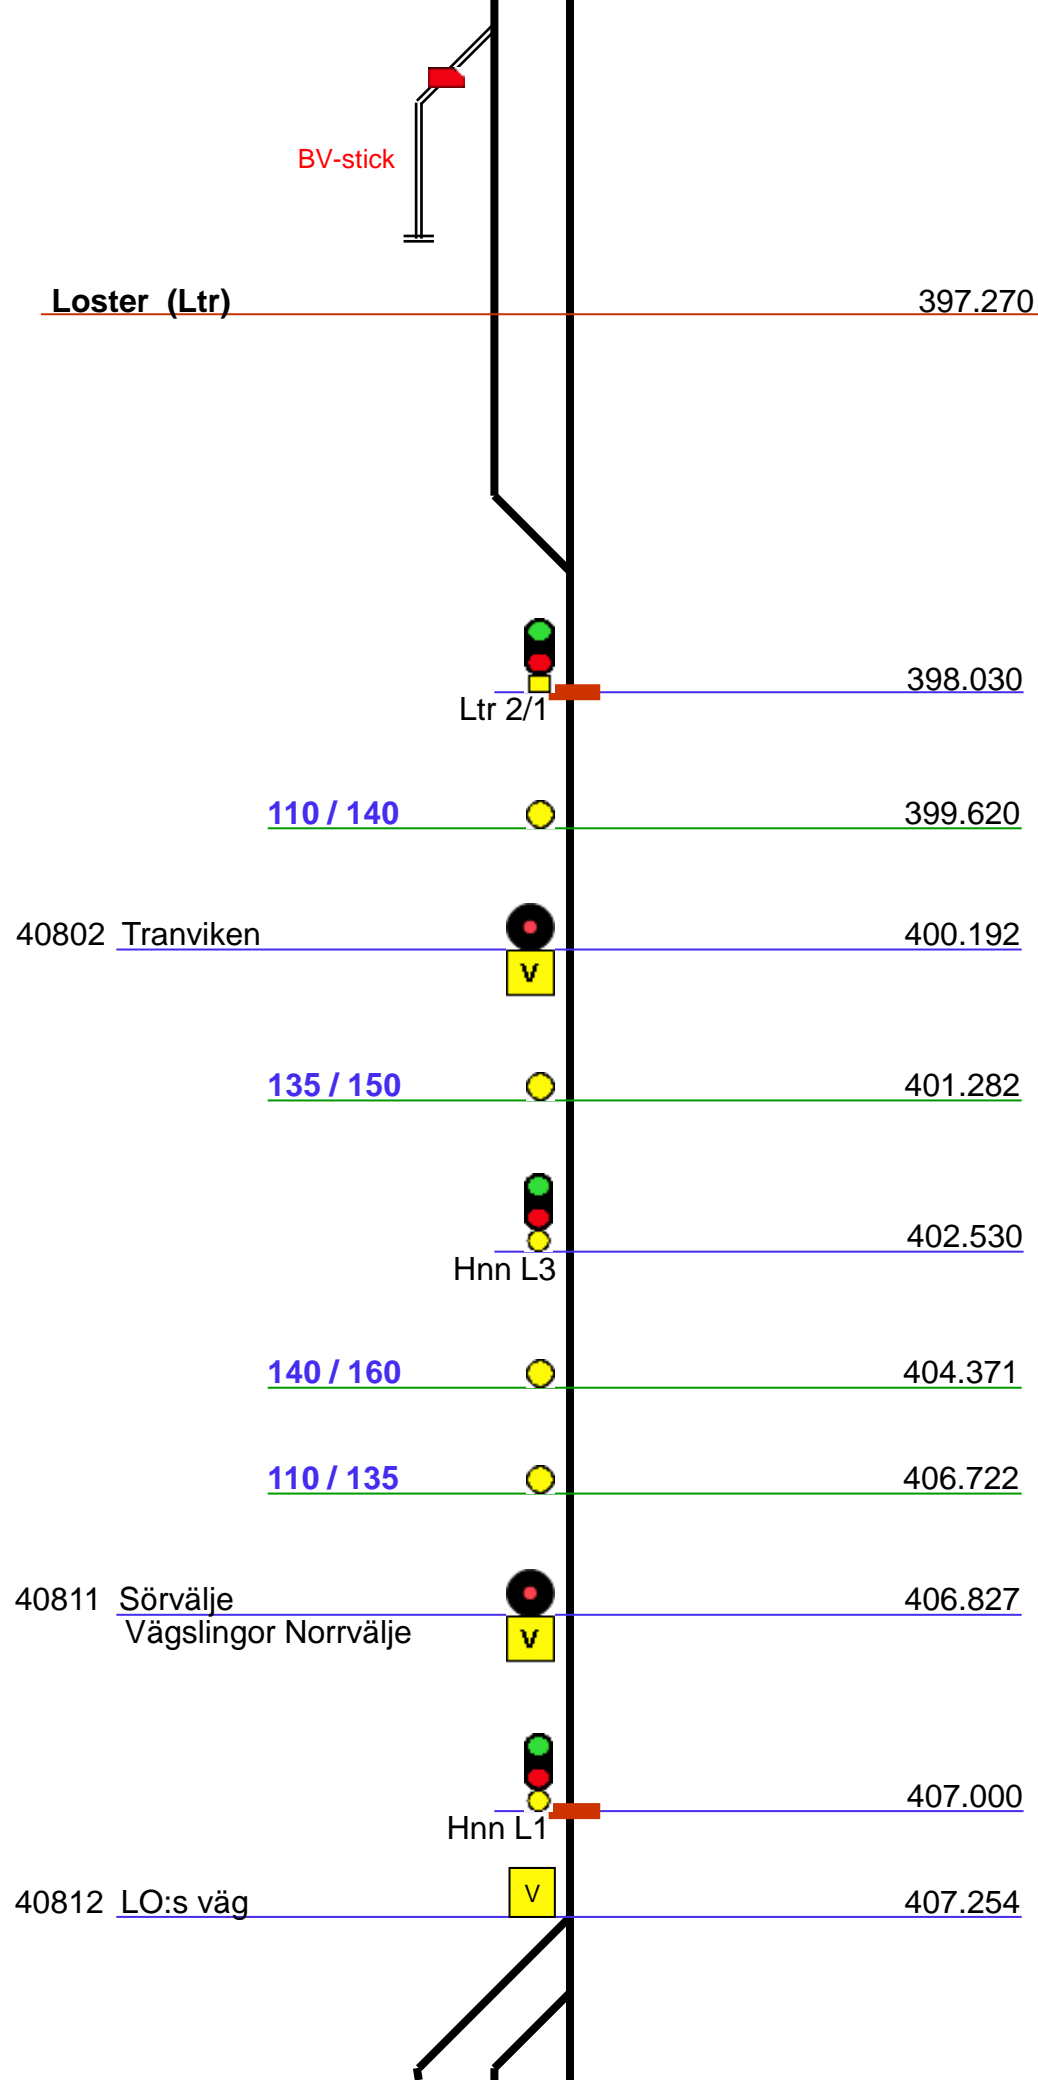 BV-stick
Loster (Ltr) 397.270
398.030
Ltr 2/1
110 / 140 399.620
40802 Tranviken 400.192
V
135 / 150 401.282
402.530
Hnn L3
140 / 160 404.371
110 / 135 406.722
40811 Sörvälje 406.827
Vägslingor Norrvälje V
407.000
Hnn L1
40812 LO:s väg V 407.254